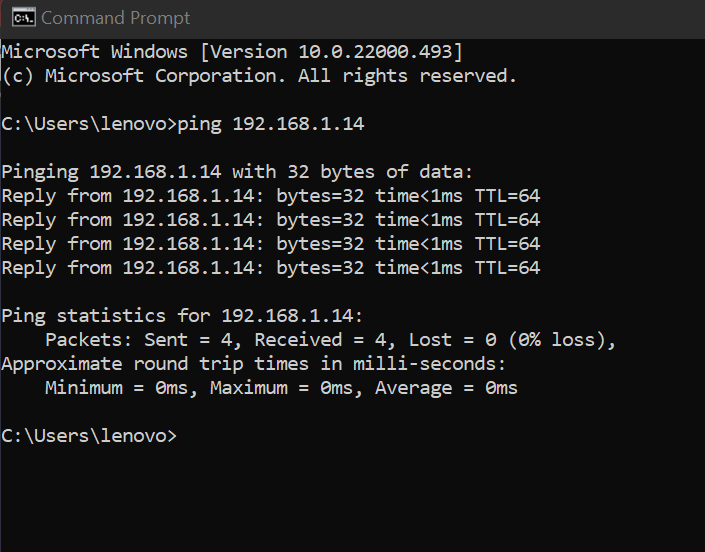 Command Prompt
Microsoft Windows [Version 10.0.22000.493]
(c) Microsoft Corporation. All rights reserved.
C:\Users\lenovo>ping 192.168.1.14
Pinging 192.168.1.14 with 32 bytes of data:
Reply from 192.168.1.14: bytes=32 time<1ms TTL=64
Reply from 192.168.1.14: bytes=32 time<1ms TTL=64
Reply from 192.168.1.14: bytes=32 time<1ms TTL=64
Reply from 192.168.1.14: bytes=32 time<1ms TTL=64
Ping statistics for 192.168.1.14:
    Packets: Sent = 4, Received = 4, Lost = 0 (0% loss),
Approximate round trip times in milli-seconds:
    Minimum = 0ms, Maximum = 0ms, Average = 0ms
C:\Users\lenovo>